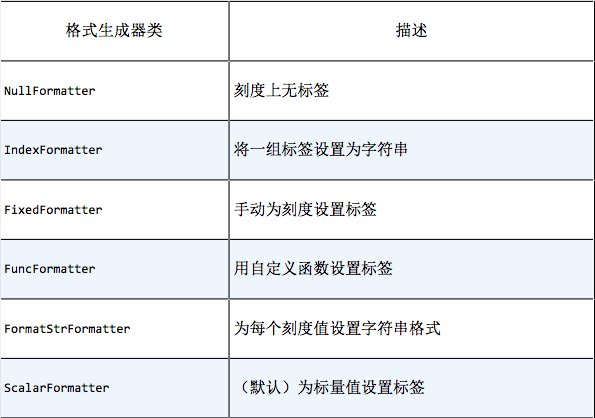 格式生成器类 描述
NullFormatter 刻度上无标签
IndexFormatter 将一组标签设置为字符串
FixedFormatter 手动为刻度设置标签
FuncFormatter 用自定义函数设置标签
FormatStrFormatter 为每个刻度值设置字符串格式
ScalarFormatter （默认）为标量值设置标签